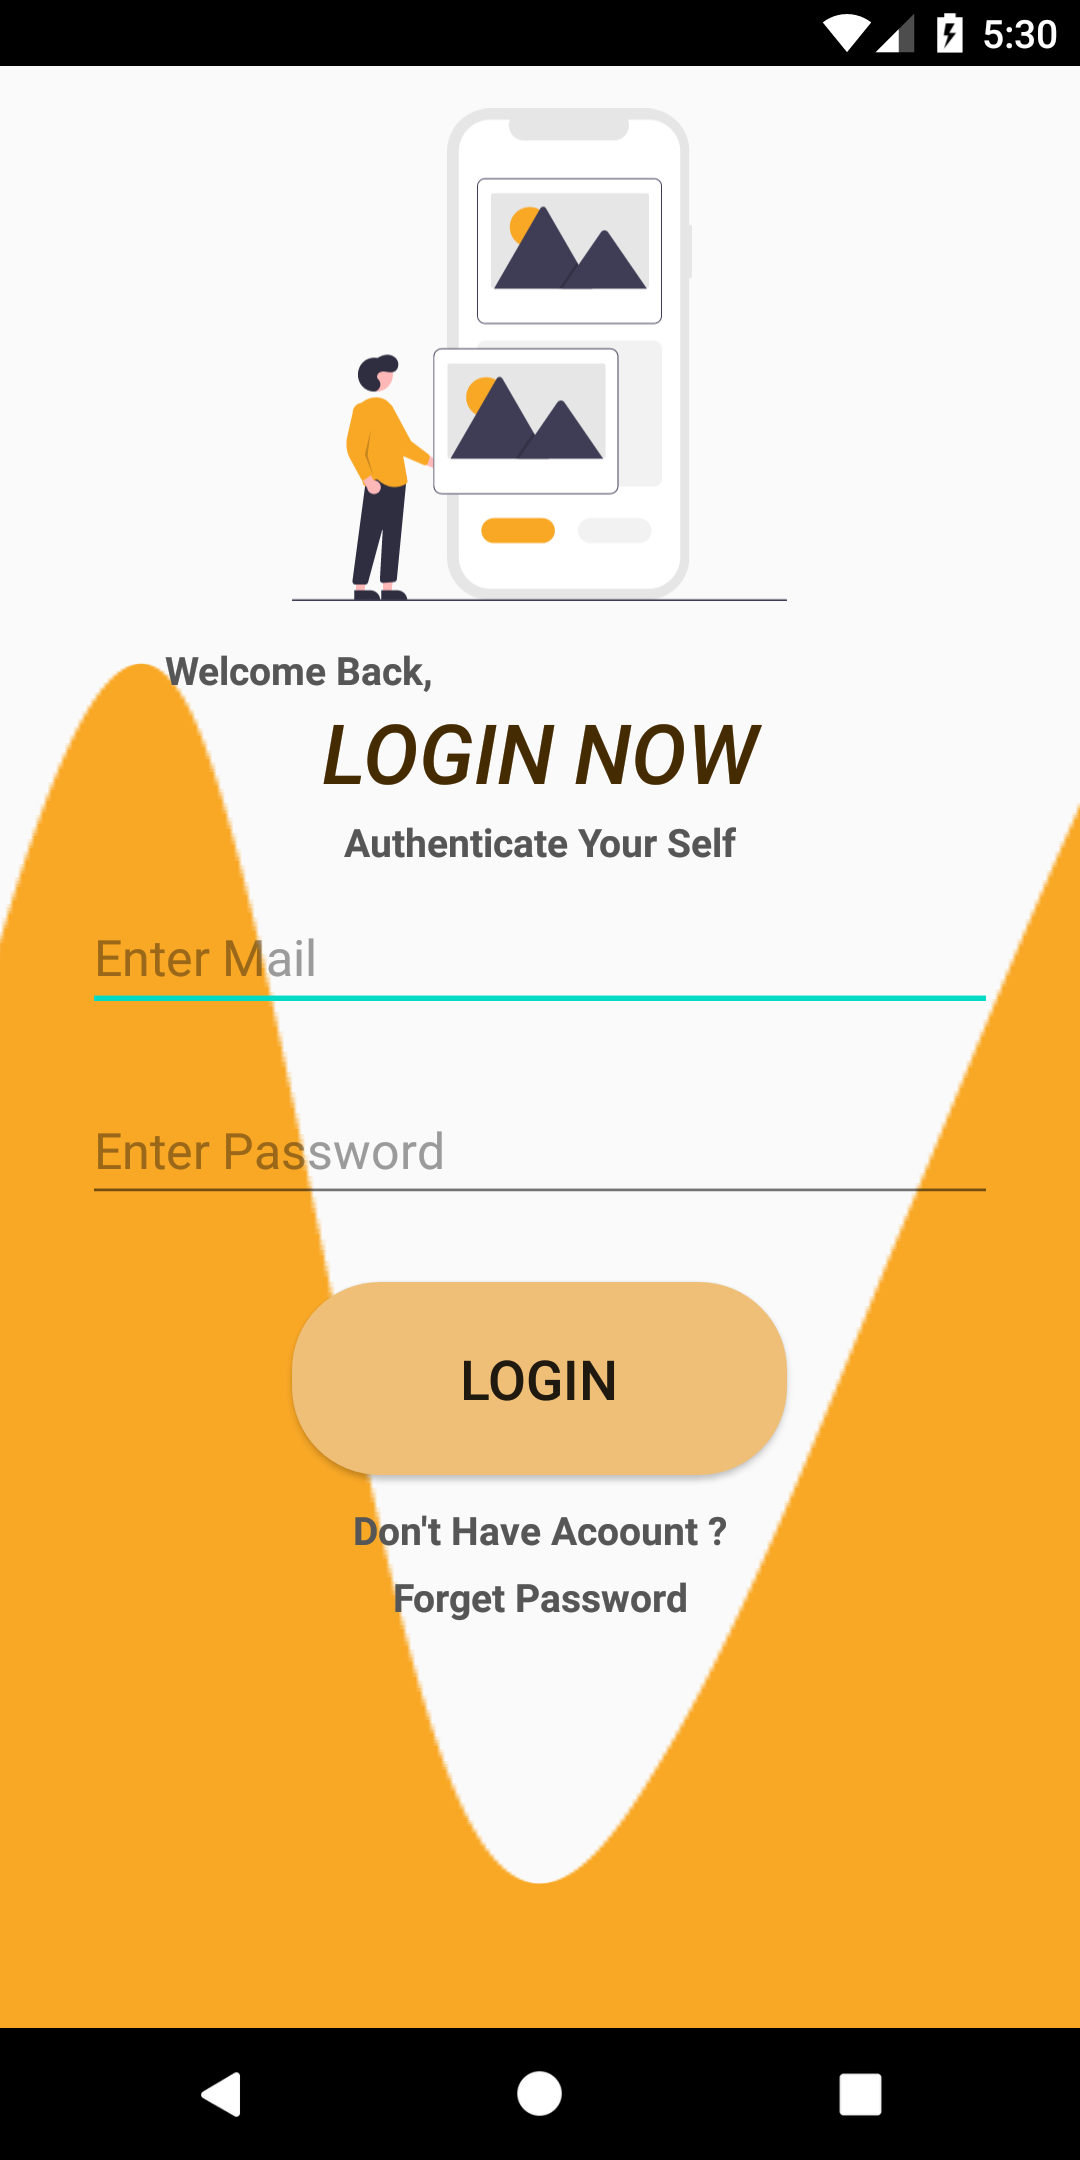 5:30
Welcome Back,
LOGIN NOW
Authenticate Your Self
Enter Mail
Enter Password
LOGIN
Don't Have Acoount ?
Forget Password